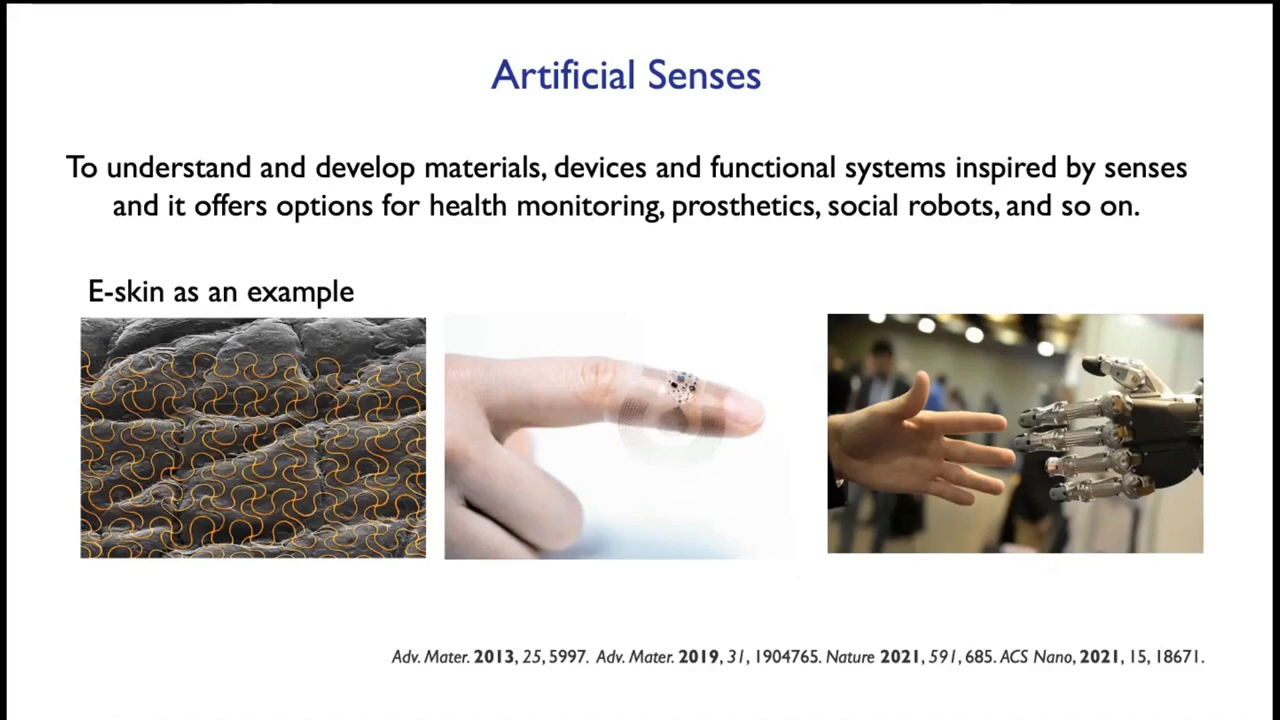 Artificial Senses
To understand and develop materials, devices and functional systems inspired by senses
and it offers options for health monitoring, prosthetics, social robots, and so on.
E-skin as an example
Adv. Mater. 2013, 25, 5997. Adv. Mater. 2019, 31, 1904765. Nature 2021, 591, 685. ACS Nano, 2021, 15, 18671.